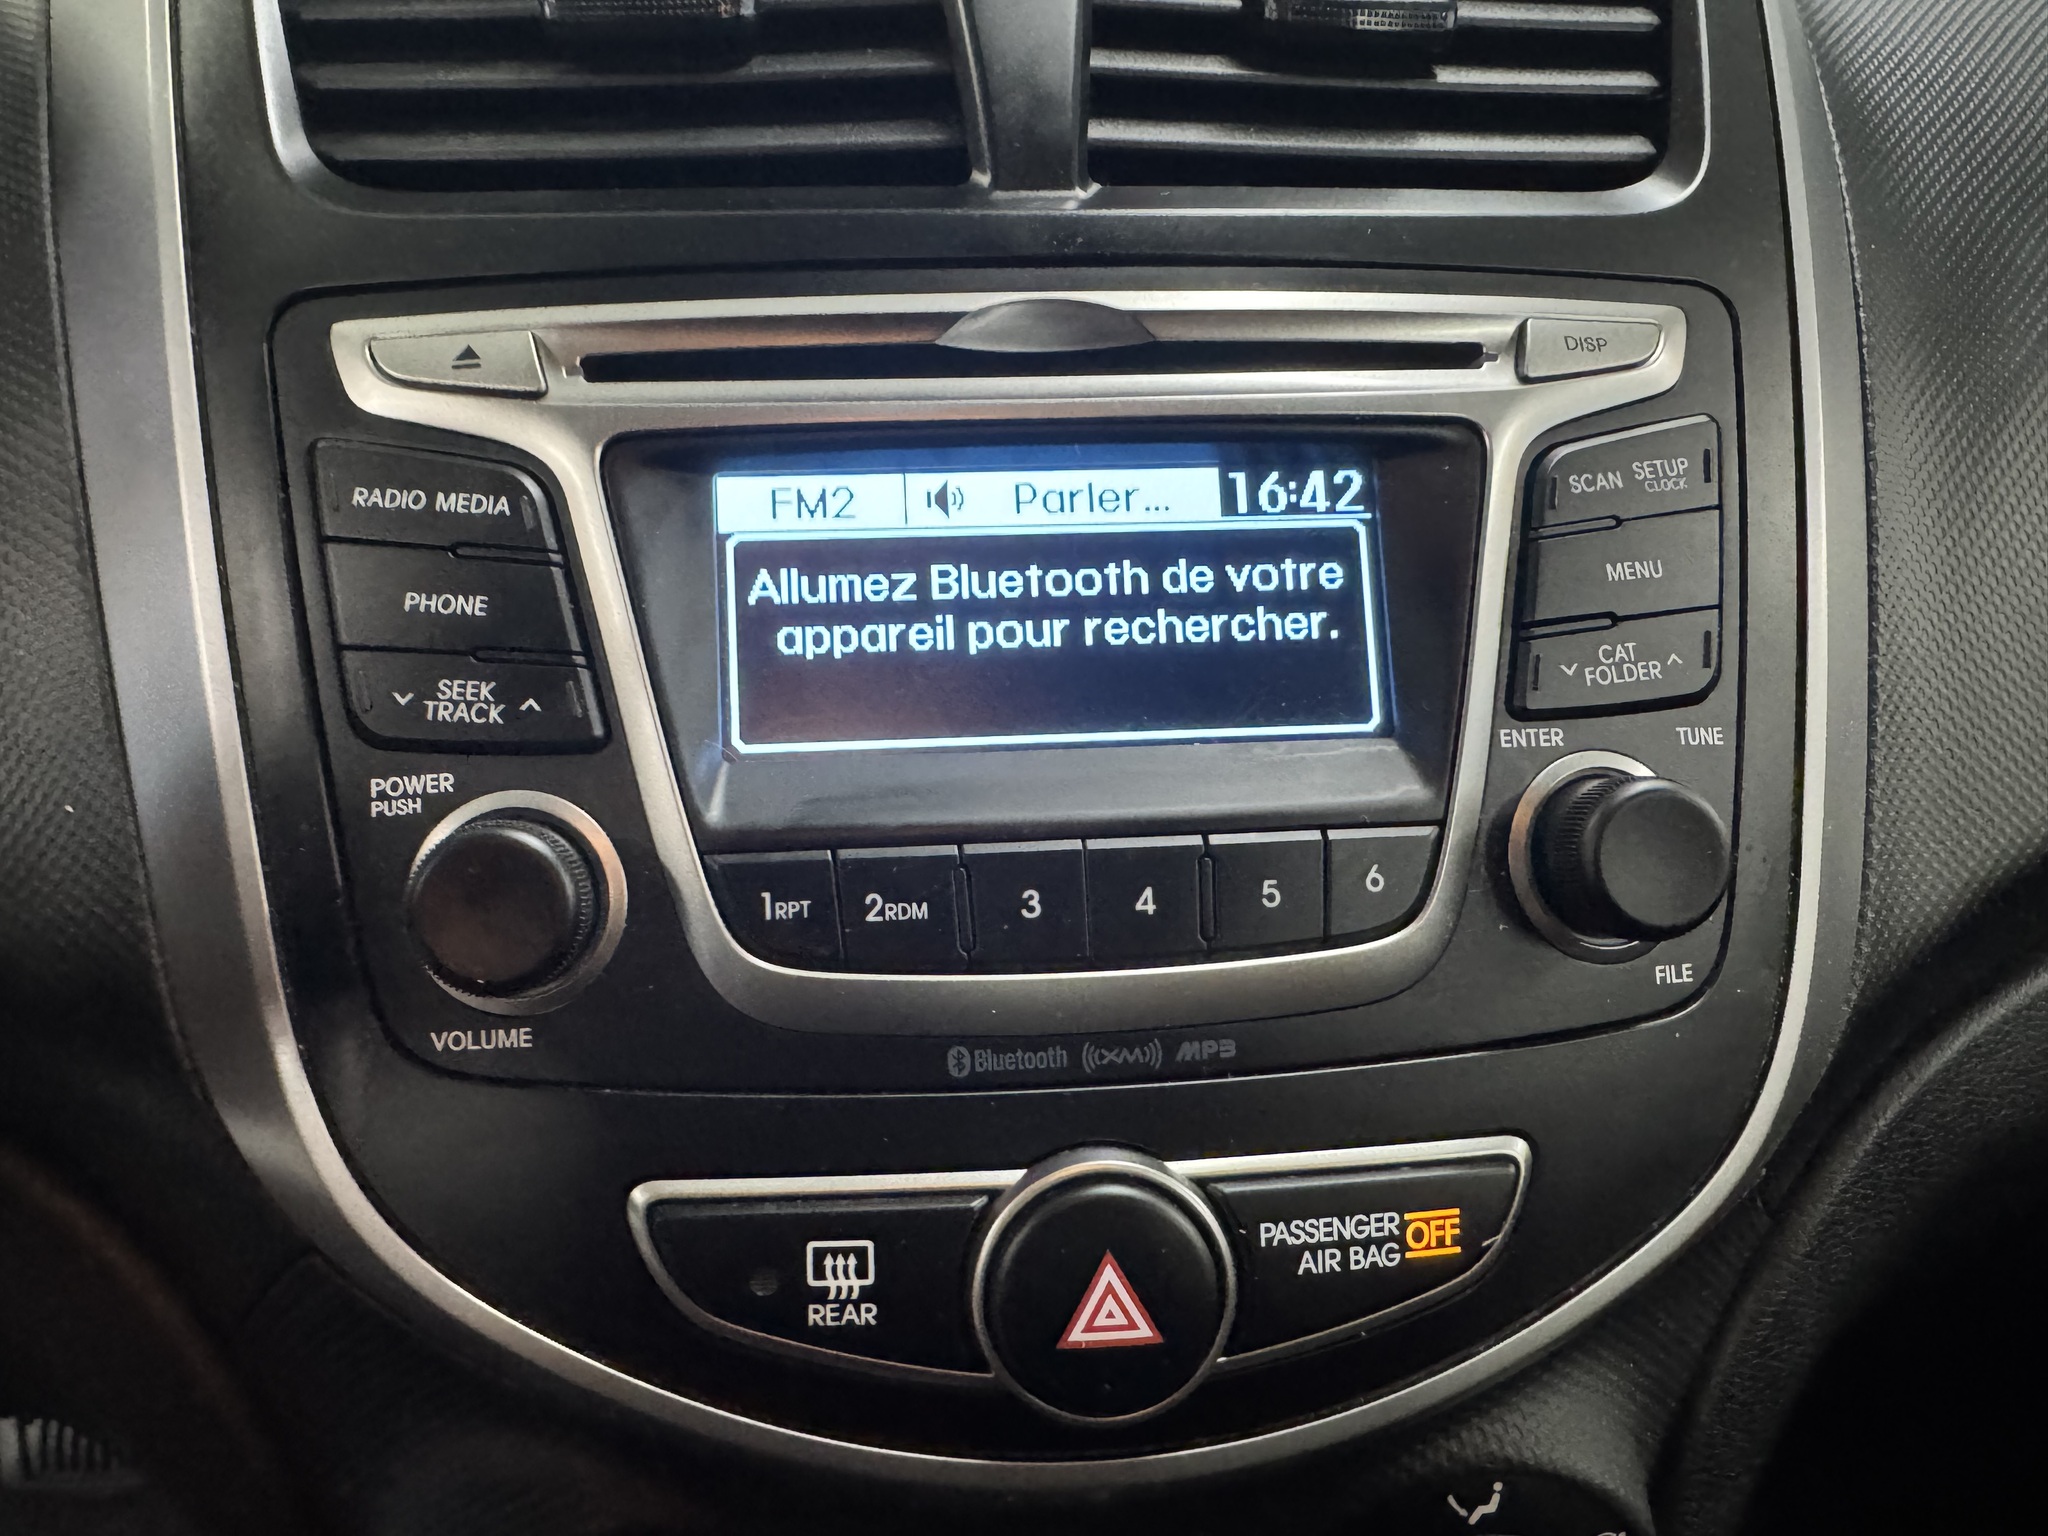 DISP
RADIO MEDIA
PHONE
SEEK
TRACK
POWER
PUSH
VOLUME
FM2 Parler... 16:42
Allumez Bluetooth de votre
appareil pour rechercher.
SCAN SETUP
CLOCK
MENU
CAT
FOLDER
ENTER TUNE
FILE
1RPT 2RDM 3 4 5 6
Bluetooth XM MP3
REAR
PASSENGER
AIR BAG OFF